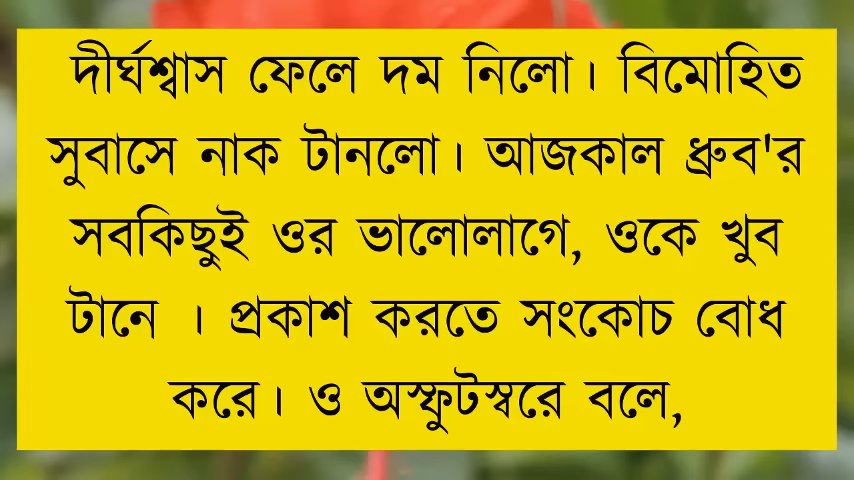 দীর্ঘশ্বাস ফেলে দম নিলো। বিমোহিত
সুবাসে নাক টানলো। আজকাল ধ্রুব'র
সবকিছুই ওর ভালোলাগে, ওকে খুব
টানে । প্রকাশ করতে সংকোচ বোধ
করে। ও অস্ফুটস্বরে বলে,